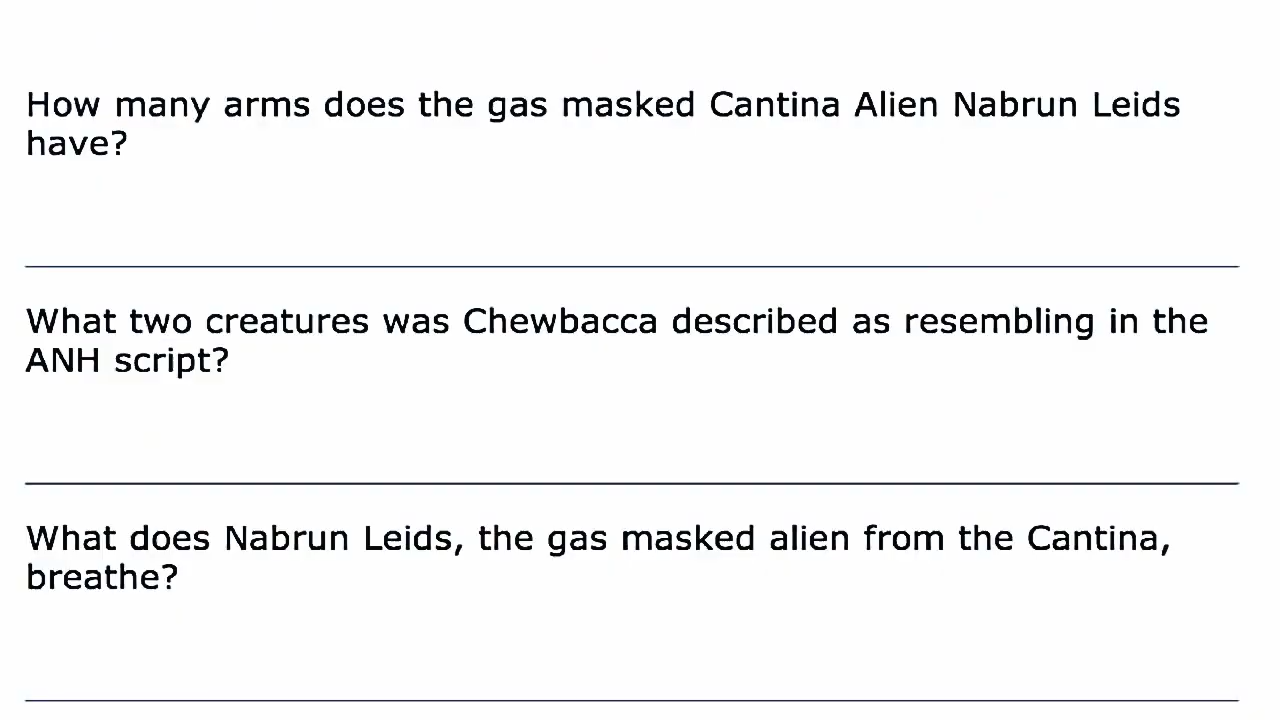 How many arms does the gas masked Cantina Alien Nabrun Leids
have?
What two creatures was Chewbacca described as resembling in the
ANH script?
What does Nabrun Leids, the gas masked alien from the Cantina,
breathe?